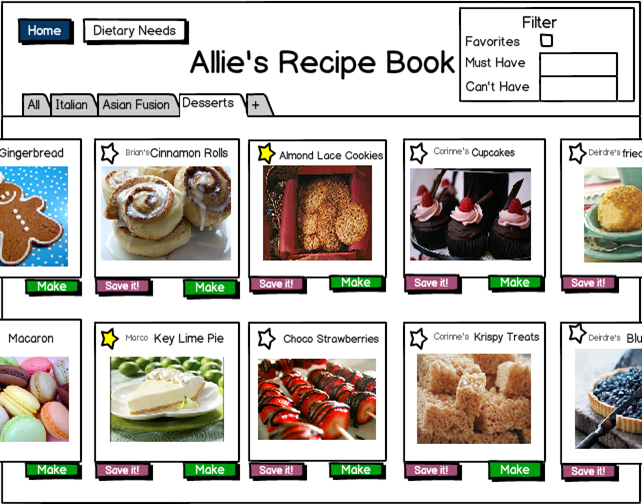 Home
Dietary Needs
Filter
Favorites
Must Have
Can't Have
Allie's Recipe Book
All
Italian
Asian Fusion
Desserts
+
Gingerbread
Brian's Cinnamon Rolls
Almond Lace Cookies
Corinne's Cupcakes
Deirdre's fried
Make
Save it!
Make
Save it!
Make
Save it!
Make
Save it!
Macaron
Marco Key Lime Pie
Choco Strawberries
Corinne's Krispy Treats
Deirdre's Blu
Make
Save it!
Make
Save it!
Make
Save it!
Make
Save it!